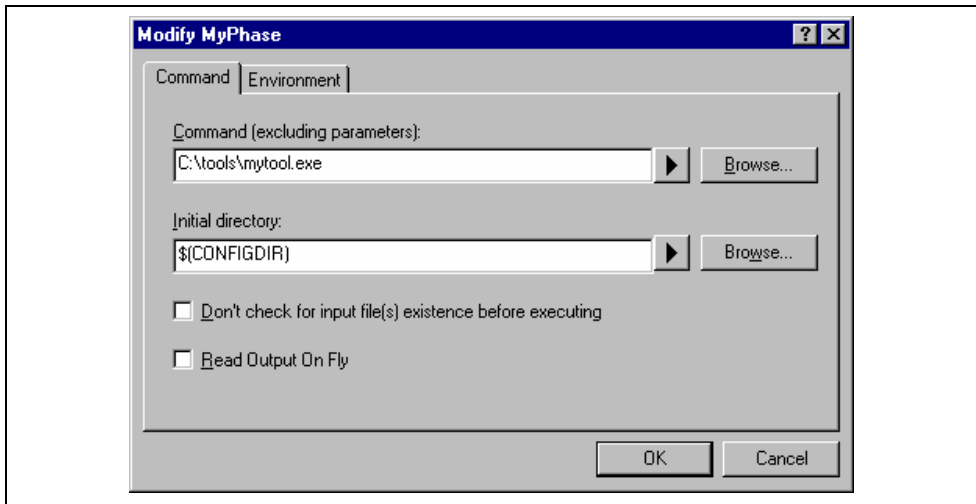 Modify MyPhase
Command Environment
Command (excluding parameters):
C:\tools\mytool.exe Browse...
Initial directory:
$(CONFIGDIR) Browse...
Don't check for input file(s) existence before executing
Read Output On Fly
OK Cancel